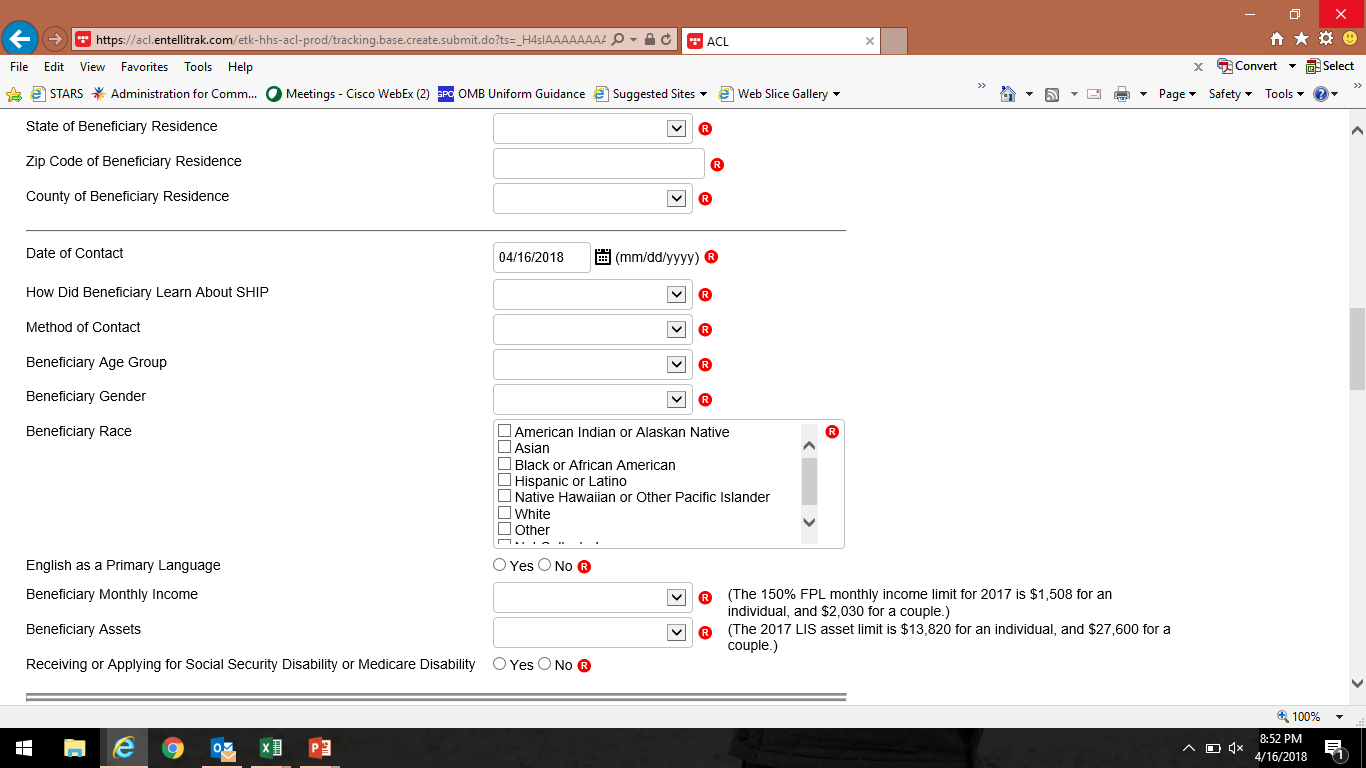 https://acl.entellitrak.com/etk-hhs-acl-prod/tracking.base.create.submit.do?ts=_H4sIAAAAAAAA
ACL
File Edit View Favorites Tools Help
Convert Select
STARS Administration for Comm... Meetings - Cisco WebEx (2) GPO OMB Uniform Guidance Suggested Sites Web Slice Gallery
Page Safety Tools
State of Beneficiary Residence R
Zip Code of Beneficiary Residence R
County of Beneficiary Residence R
Date of Contact 04/16/2018 (mm/dd/yyyy) R
How Did Beneficiary Learn About SHIP R
Method of Contact R
Beneficiary Age Group R
Beneficiary Gender R
Beneficiary Race R
American Indian or Alaskan Native
Asian
Black or African American
Hispanic or Latino
Native Hawaiian or Other Pacific Islander
White
Other
English as a Primary Language Yes No R
Beneficiary Monthly Income R (The 150% FPL monthly income limit for 2017 is $1,508 for an
individual, and $2,030 for a couple.)
Beneficiary Assets R (The 2017 LIS asset limit is $13,820 for an individual, and $27,600 for a
couple.)
Receiving or Applying for Social Security Disability or Medicare Disability Yes No R
100%
8:52 PM
4/16/2018
1